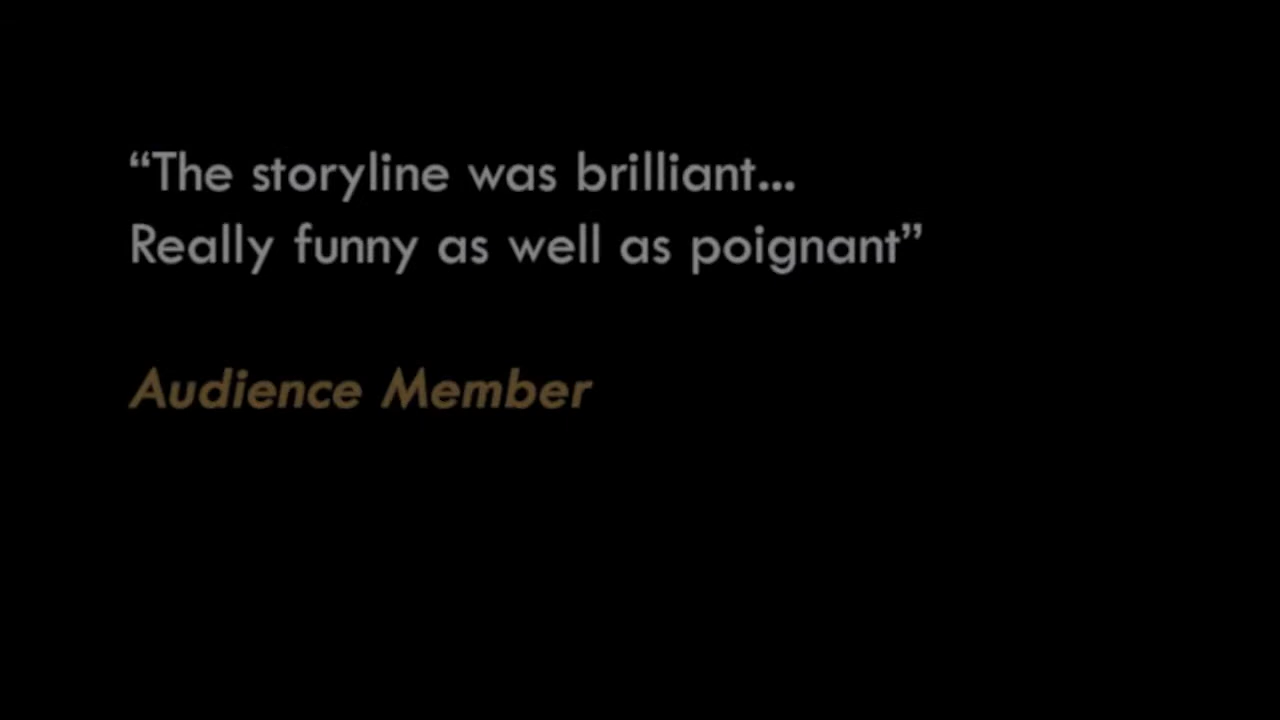 “The storyline was brilliant...
Really funny as well as poignant”
Audience Member